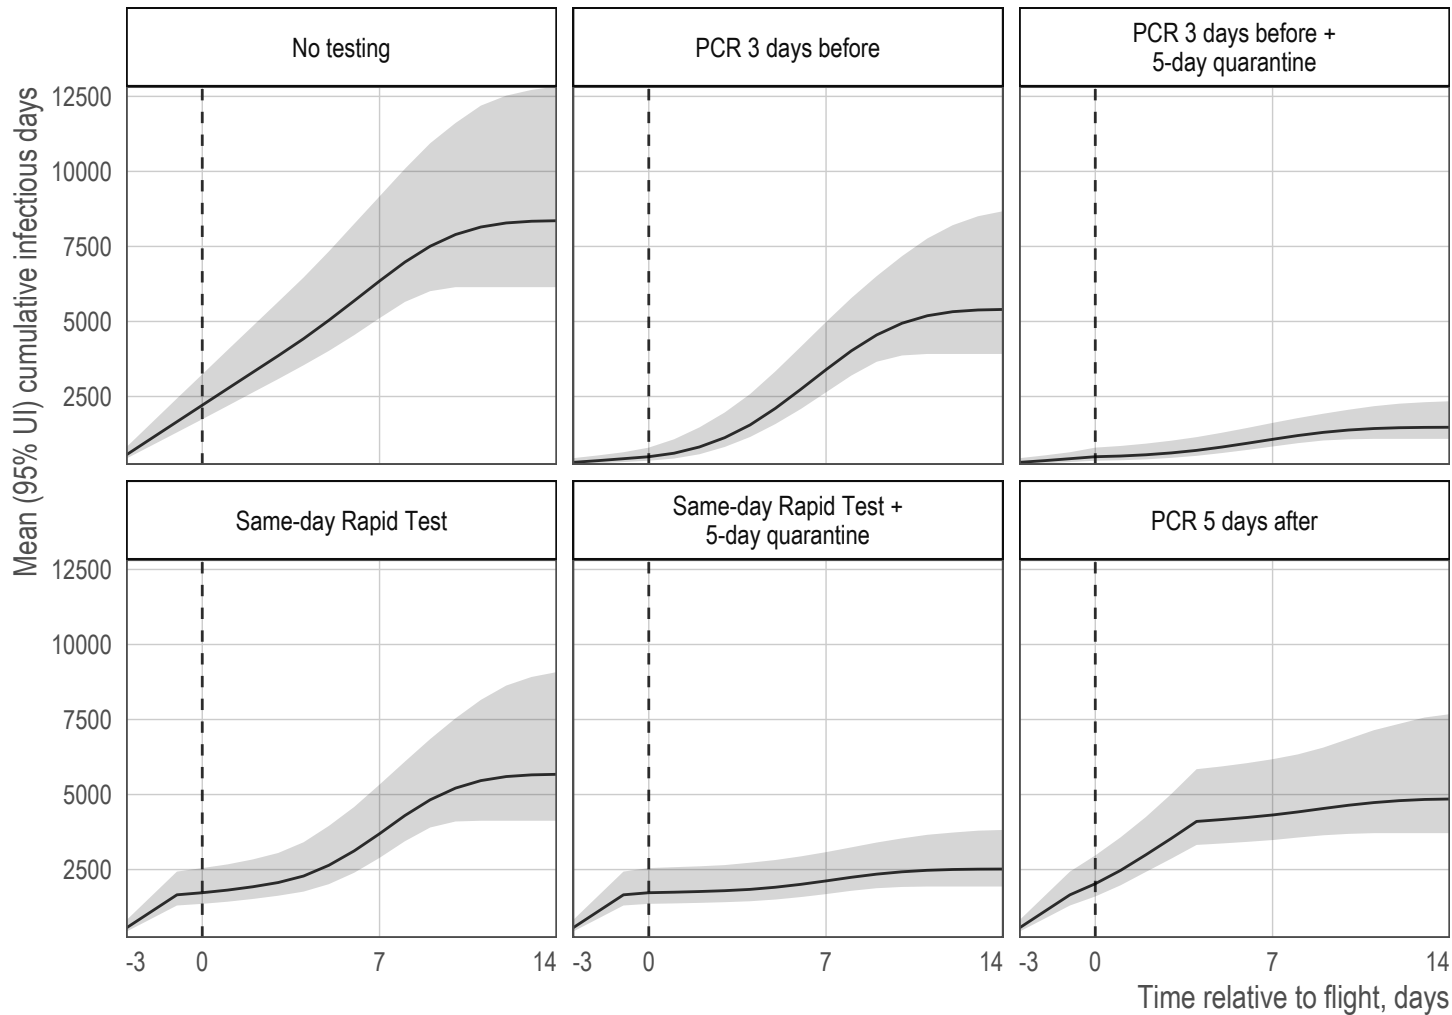 No testing
PCR 3 days before
PCR 3 days before +
5-day quarantine
Mean (95% UI) cumulative infectious days
12500
10000
7500
5000
2500
Same-day Rapid Test
Same-day Rapid Test +
5-day quarantine
PCR 5 days after
12500
10000
7500
5000
2500
-3 0 7 14 0 7 14 -3 0 7 14
Time relative to flight, days